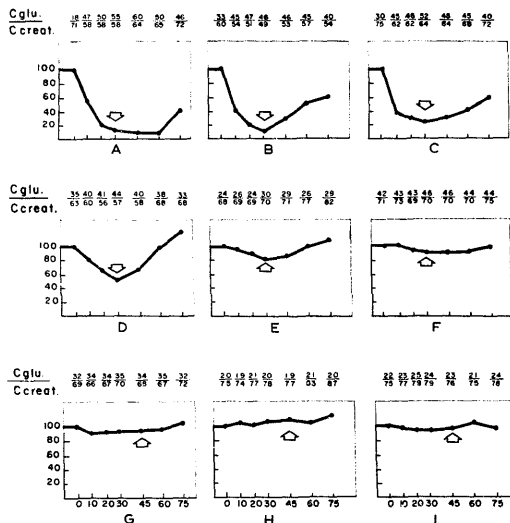 Cglu. 18 47 50 55 60 50 46 33 45 47 48 46 45 40 45 48 52 48 45 40
Ccreat. 71 58 58 56 64 65 72 60 54 51 49 53 57 54 62 62 64 64 68 72
100
80
60
40
20
A B C
Cglu. 35 40 41 44 40 38 33 24 26 24 30 29 26 29 42 43 43 48 46 44 44
Ccreat. 63 60 56 57 58 68 68 68 69 69 70 71 77 82 71 73 69 70 70 70 75
100
80
60
40
20
D E F
Cglu. 32 34 34 35 34 35 32 20 19 21 20 19 21 20 22 23 25 24 23 21 24
Ccreat. 69 66 67 70 65 67 72 75 74 77 78 77 03 87 75 77 79 79 76 75 78
100
80
60
40
20
0 10 20 30 45 60 75 0 10 20 30 45 60 75 0 10 20 30 45 60 75
G H I